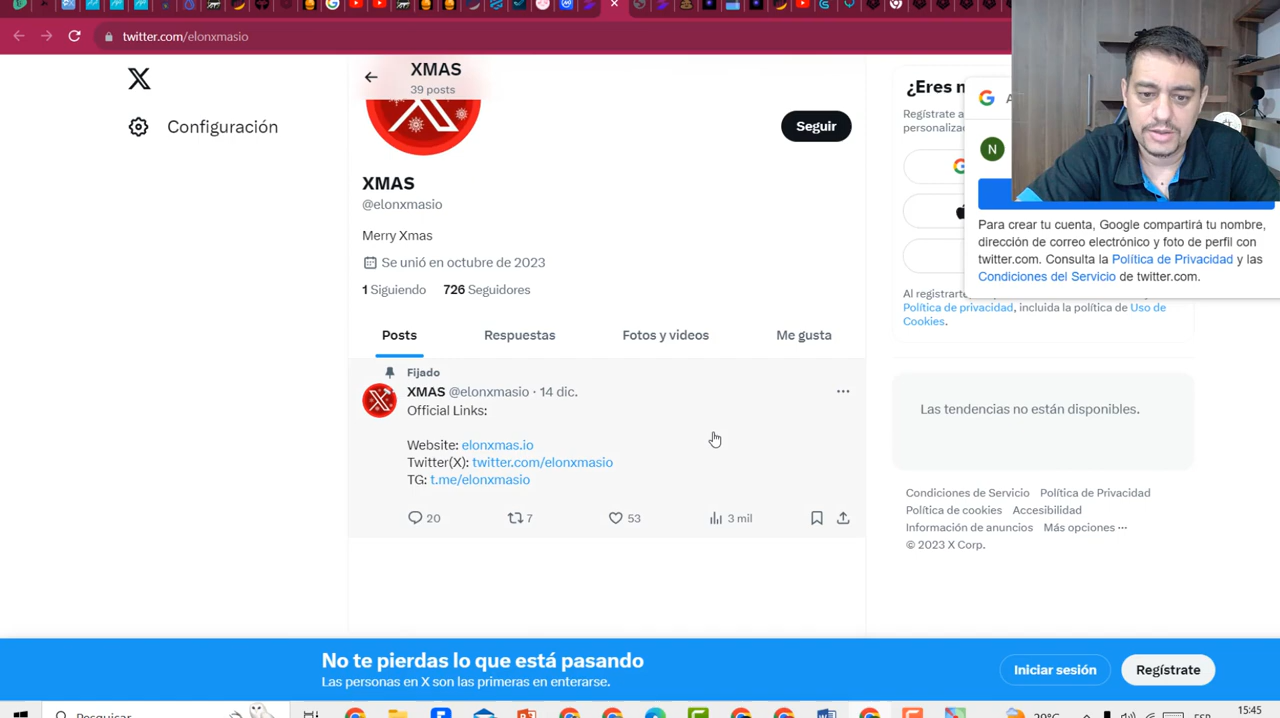 twitter.com/elonxmasio
XMAS
39 posts
Configuración
Seguir
XMAS
@elonxmasio
Merry Xmas
Se unió en octubre de 2023
1 Siguiendo 726 Seguidores
Posts Respuestas Fotos y videos Me gusta
Fijado
XMAS @elonxmasio · 14 dic.
Official Links:
Website: elonxmas.io
Twitter(X): twitter.com/elonxmasio
TG: t.me/elonxmasio
20 7 53 3 mil
¿Eres
Regístrate
personaliza
Al registrarte
Política de privacidad, incluida la política de Uso de
Cookies.
N
Para crear tu cuenta, Google compartirá tu nombre,
dirección de correo electrónico y foto de perfil con
twitter.com. Consulta la Política de Privacidad y las
Condiciones del Servicio de twitter.com.
Las tendencias no están disponibles.
Condiciones de Servicio Política de Privacidad
Política de cookies Accesibilidad
Información de anuncios Más opciones ···
© 2023 X Corp.
No te pierdas lo que está pasando
Las personas en X son las primeras en enterarse.
Iniciar sesión Regístrate
Buscar
15:45